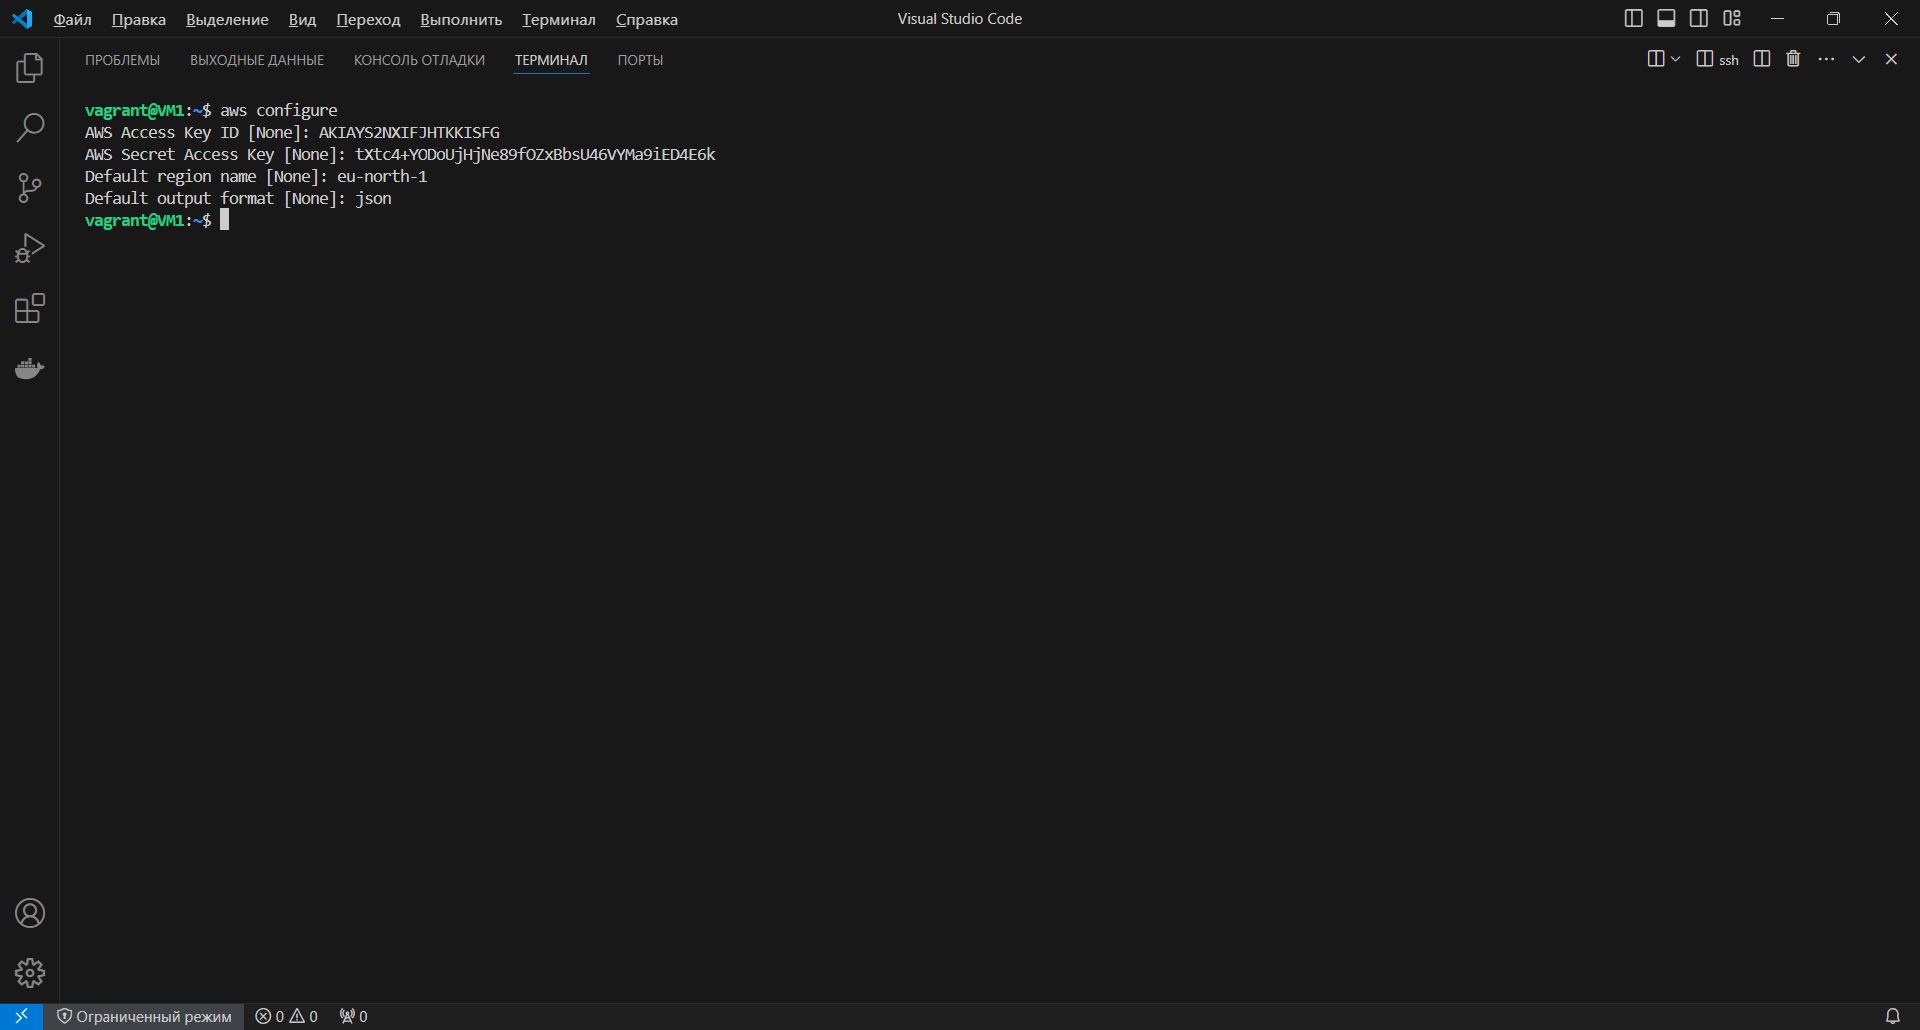 Файл Правка Выделение Вид Переход Выполнить Терминал Справка
Visual Studio Code
ПРОБЛЕМЫ ВЫХОДНЫЕ ДАННЫЕ КОНСОЛЬ ОТЛАДКИ ТЕРМИНАЛ ПОРТЫ
ssh
vagrant@VM1:~$ aws configure
AWS Access Key ID [None]: AKIAYS2NXIFJHTKKISFG
AWS Secret Access Key [None]: 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
Default region name [None]: eu-north-1
Default output format [None]: json
vagrant@VM1:~$
Ограниченный режим 0 0 0